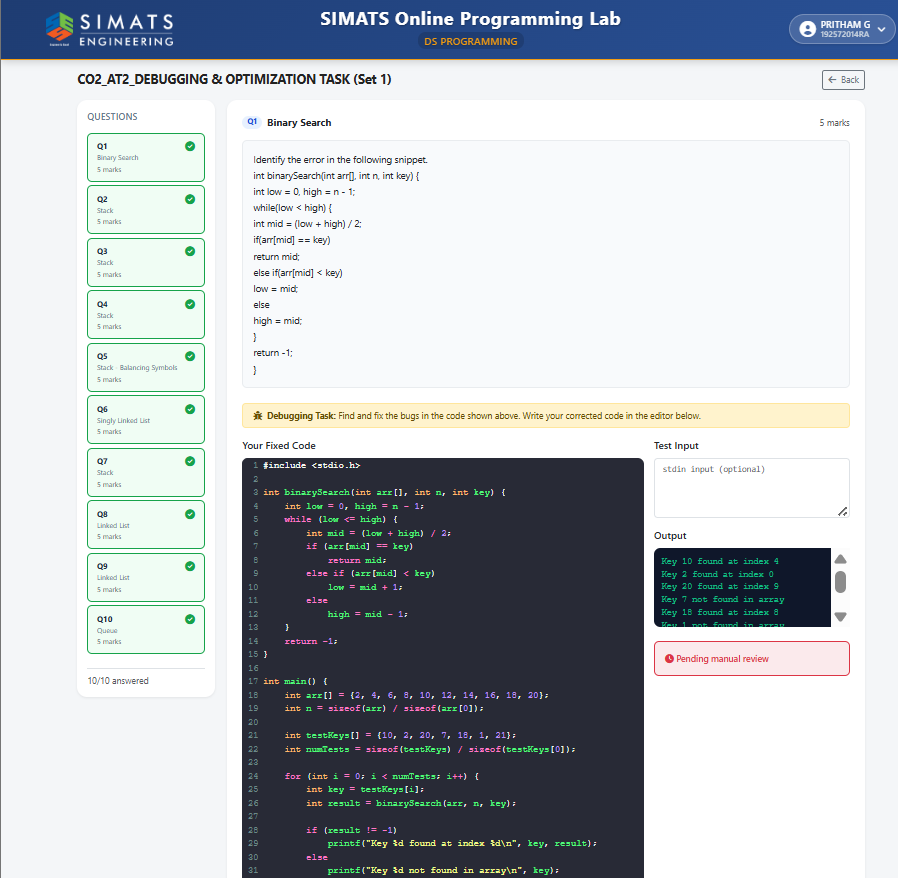 SIMATS
ENGINEERING
SIMATS Online Programming Lab
DS PROGRAMMING
PRITHAM G
192572014RA
CO2_AT2_DEBUGGING & OPTIMIZATION TASK (Set 1)
← Back
QUESTIONS
Q1
Binary Search
5 marks
Q2
Stack
5 marks
Q3
Stack
5 marks
Q4
Stack
5 marks
Q5
Stack - Balancing Symbols
5 marks
Q6
Singly Linked List
5 marks
Q7
Stack
5 marks
Q8
Linked List
5 marks
Q9
Linked List
5 marks
Q10
Queue
5 marks
10/10 answered
Q1 Binary Search 5 marks
Identify the error in the following snippet.
int binarySearch(int arr[], int n, int key) {
int low = 0, high = n - 1;
while(low < high) {
int mid = (low + high) / 2;
if(arr[mid] == key)
return mid;
else if(arr[mid] < key)
low = mid;
else
high = mid;
}
return -1;
}
Debugging Task: Find and fix the bugs in the code shown above. Write your corrected code in the editor below.
Your Fixed Code
1 #include <stdio.h>
2
3 int binarySearch(int arr[], int n, int key) {
4 int low = 0, high = n - 1;
5 while (low <= high) {
6 int mid = (low + high) / 2;
7 if (arr[mid] == key)
8 return mid;
9 else if (arr[mid] < key)
10 low = mid + 1;
11 else
12 high = mid - 1;
13 }
14 return -1;
15 }
16
17 int main() {
18 int arr[] = {2, 4, 6, 8, 10, 12, 14, 16, 18, 20};
19 int n = sizeof(arr) / sizeof(arr[0]);
20
21 int testKeys[] = {10, 2, 20, 7, 18, 1, 21};
22 int numTests = sizeof(testKeys) / sizeof(testKeys[0]);
23
24 for (int i = 0; i < numTests; i++) {
25 int key = testKeys[i];
26 int result = binarySearch(arr, n, key);
27
28 if (result != -1)
29 printf("Key %d found at index %d\n", key, result);
30 else
31 printf("Key %d not found in array\n", key);
Test Input
stdin input (optional)
Output
Key 10 found at index 4
Key 2 found at index 0
Key 20 found at index 9
Key 7 not found in array
Key 18 found at index 8
Key 1 not found in array
Pending manual review